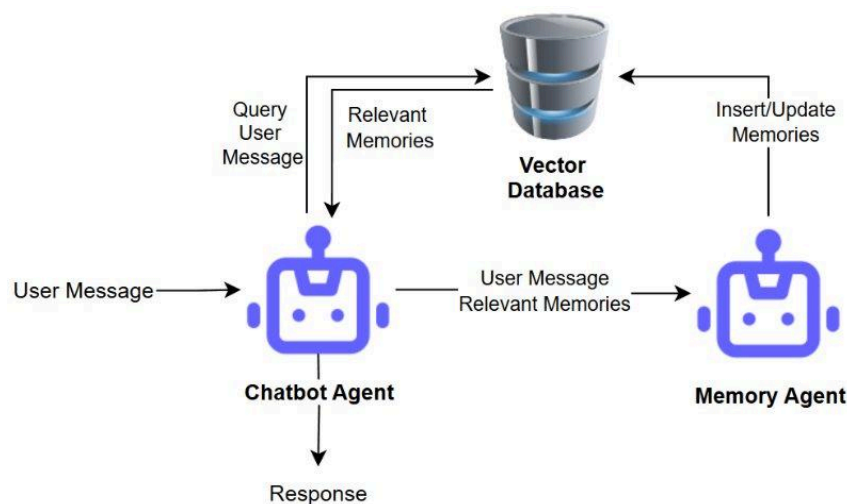 Query
User
Message
Relevant
Memories
Insert/Update
Memories
Vector
Database
User Message
User Message
Relevant Memories
Chatbot Agent
Memory Agent
Response